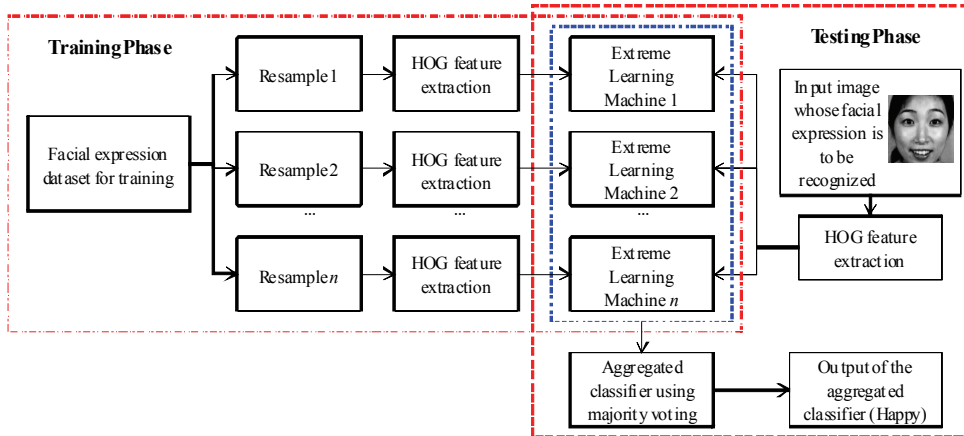 Training Phase
Facial expression
dataset for training
Resample 1
HOG feature
extraction
Extreme
Learning
Machine 1
Resample 2
HOG feature
extraction
Extreme
Learning
Machine 2
...
...
...
Resample n
HOG feature
extraction
Extreme
Learning
Machine n
Testing Phase
Input image
whose facial
expression is
to be
recognized
HOG feature
extraction
Aggregated
classifier using
majority voting
Output of the
aggregated
classifier (Happy)